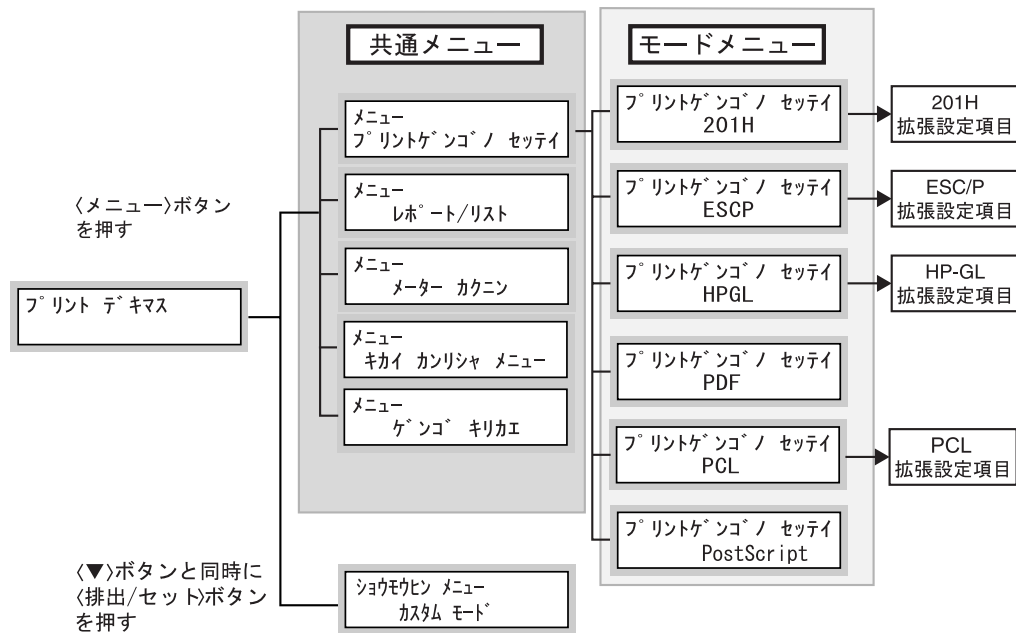 共通メニュー
モードメニュー
メニュー
プリントゲンゴノ セッテイ
メニュー
レポート/リスト
メニュー
メーター カクニン
メニュー
キカイ カンリシャ メニュー
メニュー
ゲンゴ キリカエ
プリントゲンゴノ セッテイ
201H
プリントゲンゴノ セッテイ
ESCP
プリントゲンゴノ セッテイ
HPGL
プリントゲンゴノ セッテイ
PDF
プリントゲンゴノ セッテイ
PCL
プリントゲンゴノ セッテイ
PostScript
201H
拡張設定項目
ESC/P
拡張設定項目
HP-GL
拡張設定項目
PCL
拡張設定項目
〈メニュー〉ボタン
を押す
プリント デキマス
〈▼〉ボタンと同時に
〈排出/セット〉ボタン
を押す
ショウモウヒン メニュー
カスタム モード